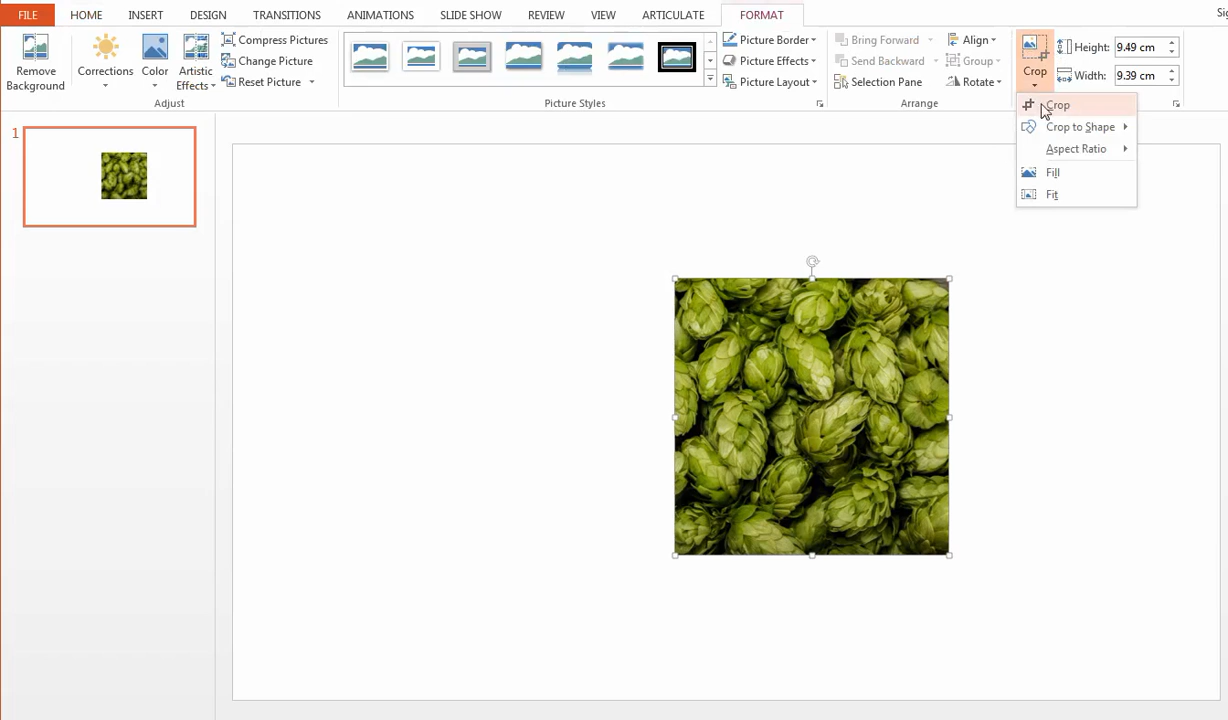 FILE HOME INSERT DESIGN TRANSITIONS ANIMATIONS SLIDE SHOW REVIEW VIEW ARTICULATE FORMAT
Remove Background
Corrections
Color
Artistic Effects
Compress Pictures
Change Picture
Reset Picture
Adjust
Picture Styles
Picture Border
Picture Effects
Picture Layout
Bring Forward
Send Backward
Selection Pane
Align
Group
Rotate
Arrange
Crop
Height: 9.49 cm
Width: 9.39 cm
Crop
Crop to Shape
Aspect Ratio
Fill
Fit
1